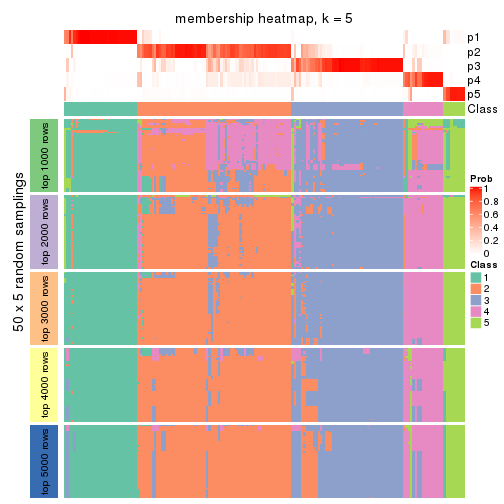 membership heatmap, k = 5
p1
p2
p3
p4
p5
Class
50 x 5 random samplings
top 1000 rows
top 2000 rows
top 3000 rows
top 4000 rows
top 5000 rows
Prob
1
0.8
0.6
0.4
0.2
0
Class
1
2
3
4
5